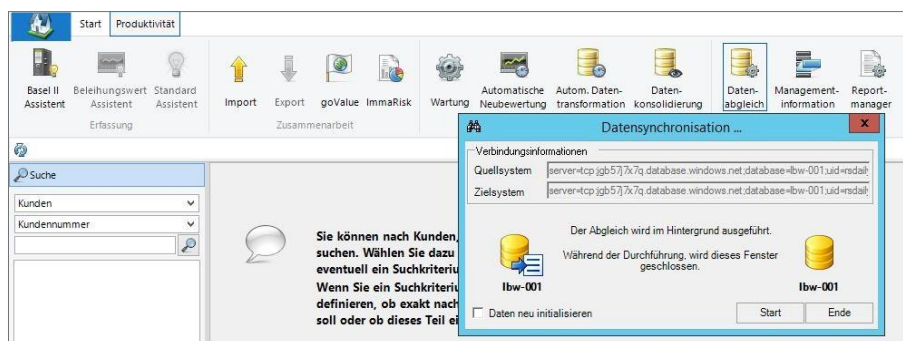 Start Produktivität
Basel II Assistent
Beleihungswert Assistent
Standard Assistent
Import
Export
goValue
ImmaRisk
Wartung
Automatische Neubewertung
Autom. Daten- transformation
Daten- konsolidierung
Daten- abgleich
Management- information
Report- manager
Erfassung
Zusammenarbeit
Suche
Kunden
Kundennummer
Sie können nach Kunden,
suchen. Wählen Sie dazu
eventuell ein Suchkriteriu
Wenn Sie ein Suchkriteriu
definieren, ob exakt nach
soll oder ob dieses Teil ei
Datensynchronisation ...
x
Verbindungsinformationen
Quellsystem server=tcp:jgb57j7x7q.database.windows.net;database=lbw-001;uid=rsdaily
Zielsystem server=tcp:jgb57j7x7q.database.windows.net;database=lbw-001;uid=rsdaily
Der Abgleich wird im Hintergrund ausgeführt.
Während der Durchführung, wird dieses Fenster
geschlossen.
lbw-001
lbw-001
Daten neu initialisieren
Start
Ende